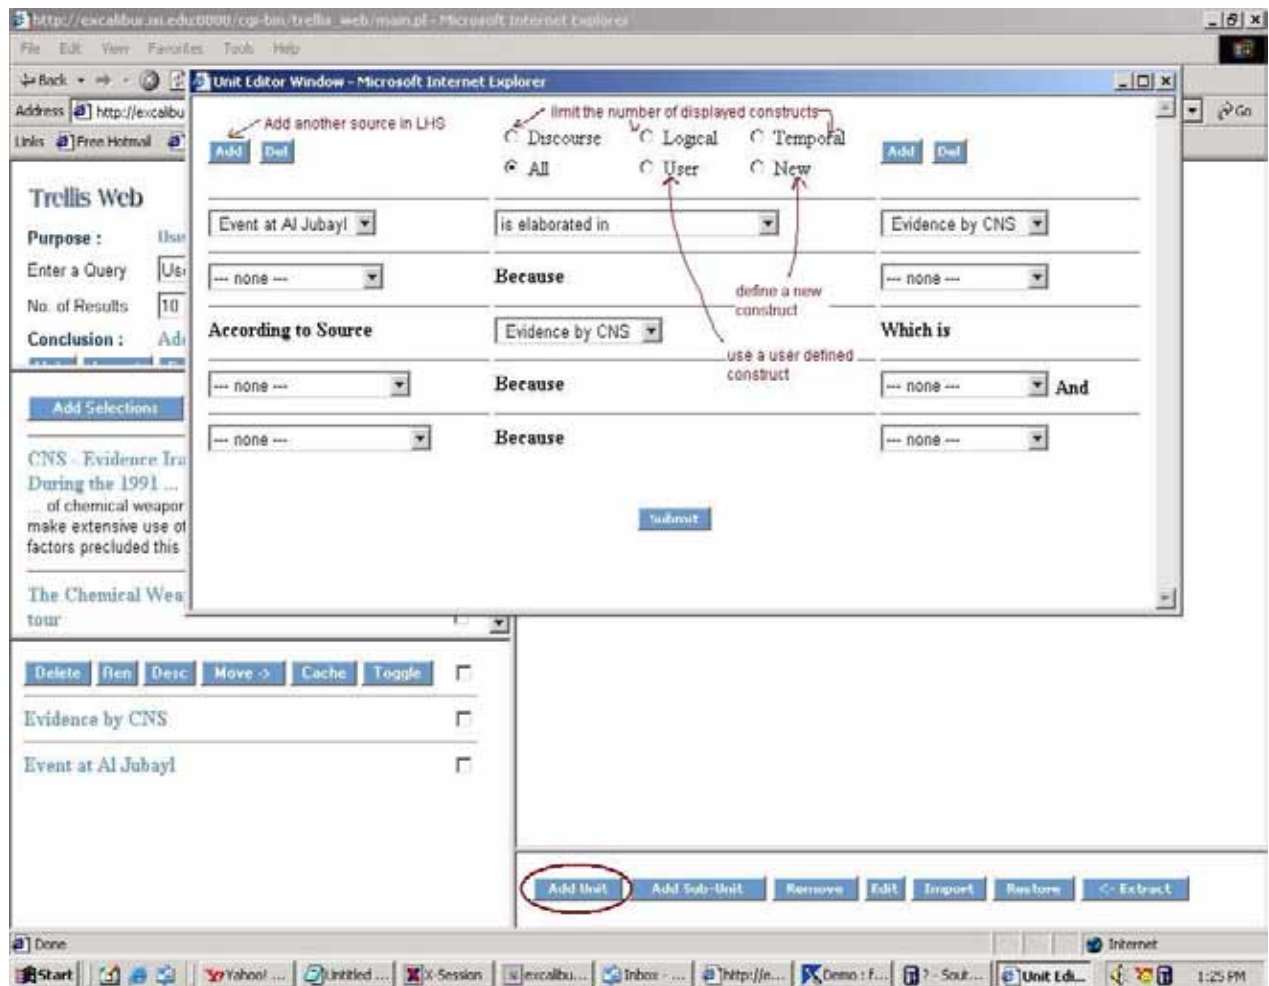 http://excalibur.isi.edu:8000/cgi-bin/trellis_web/main.pl - Microsoft Internet Explorer
File Edit View Favorites Tools Help
Back
Unit Editor Window - Microsoft Internet Explorer
Address http://excalibu
Go
Links Free Hotmail
Add another source in LHS
limit the number of displayed constructs
Add Del
Discourse Logical Temporal
Add Del
All User New
Trellis Web
Purpose : Use
Event at Al Jubayl is elaborated in Evidence by CNS
Enter a Query Us
--- none --- Because --- none ---
define a new
construct
No. of Results 10
According to Source Evidence by CNS Which is
Conclusion : Ad
use a user defined
construct
--- none --- Because --- none --- And
Add Selections
--- none --- Because --- none ---
CNS - Evidence Ira
During the 1991 ...
... of chemical weapor
make extensive use of
factors precluded this
Submit
The Chemical Wea
tour
Delete Ren Desc Move -> Cache Toggle
Evidence by CNS
Event at Al Jubayl
Add Unit Add Sub-Unit Remove Edit Import Restore <- Extract
Done
Internet
Start Yahoo! ... Untitled ... X-Session excalibu... Inbox - ... http://e... Demo : f... ? - Sout... Unit Edi... 1:25 PM